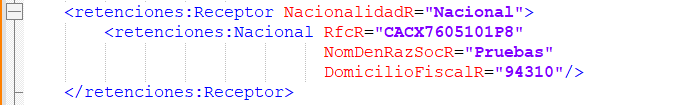 <retenciones:Receptor NacionalidadR="Nacional">
<retenciones:Nacional RfcR="CACX7605101P8"
NomDenRazSocR="Pruebas"
DomicilioFiscalR="94310"/>
</retenciones:Receptor>